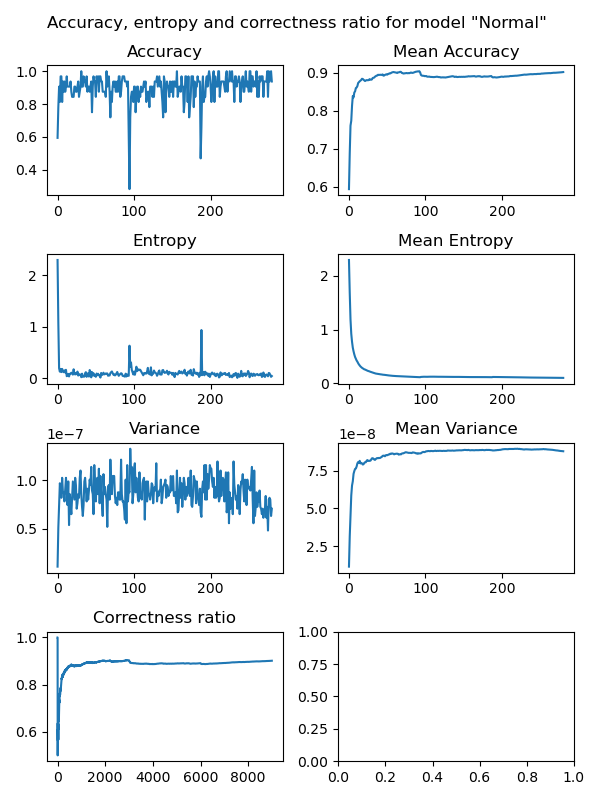 Accuracy, entropy and correctness ratio for model "Normal"
Accuracy
1.0
0.8
0.6
0.4
0 100 200
Mean Accuracy
0.9
0.8
0.7
0.6
0 100 200
Entropy
2
1
0
0 100 200
Mean Entropy
2
1
0
0 100 200
Variance
1e−7
1.0
0.5
0 100 200
Mean Variance
1e−8
7.5
5.0
2.5
0 100 200
Correctness ratio
1.0
0.8
0.6
0 2000 4000 6000 8000
1.00
0.75
0.50
0.25
0.00
0.0 0.2 0.4 0.6 0.8 1.0